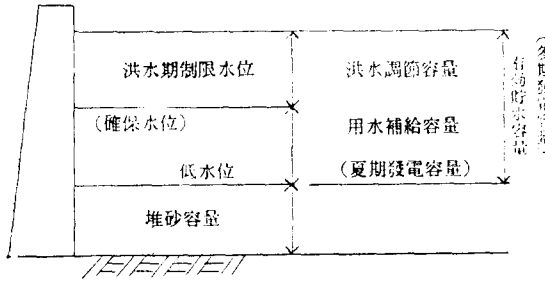 洪水期制限水位
洪水調節容量
(確保水位)
用水補給容量
低水位
(夏期發電容量)
堆砂容量
有効貯水容量